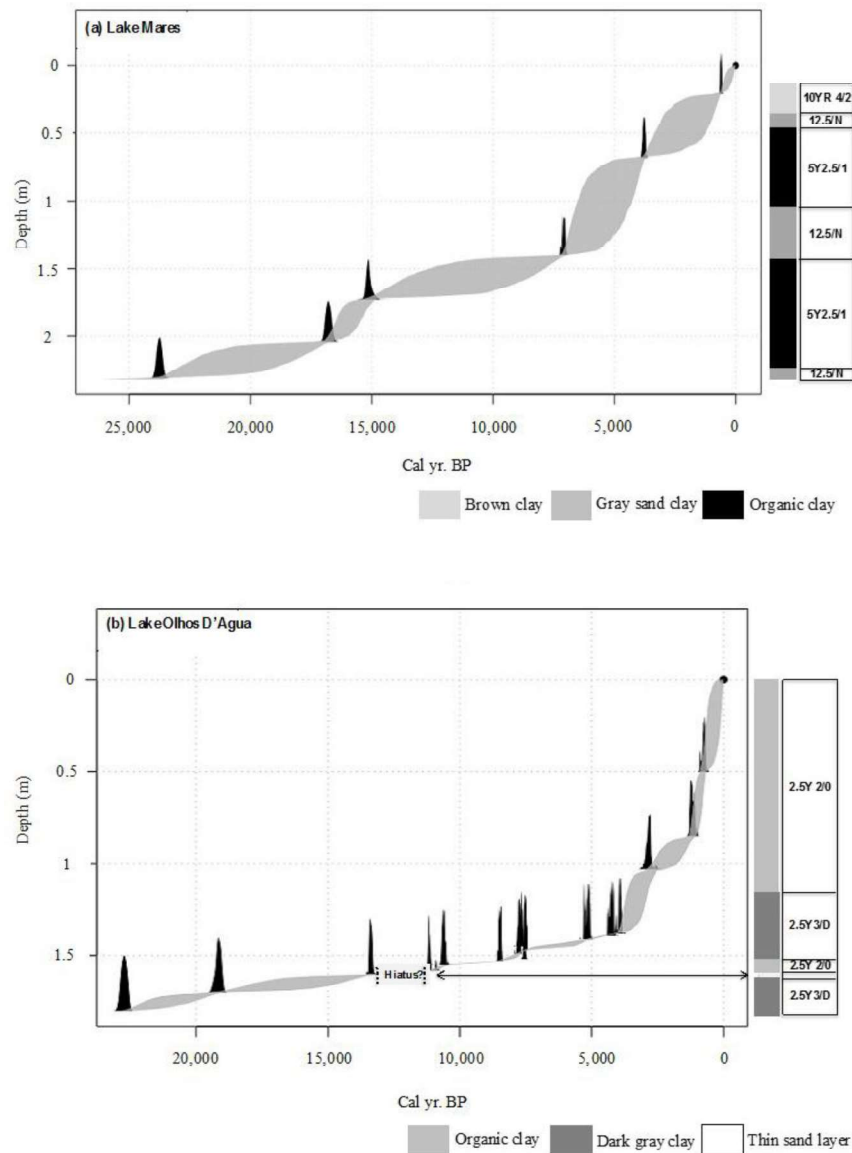 (a) Lake Mares
0
0.5
1
1.5
2
Depth (m)
25,000 20,000 15,000 10,000 5,000 0
Cal yr. BP
10YR 4/2
12.5/N
5Y2.5/1
12.5/N
5Y2.5/1
12.5/N
Brown clay Gray sand clay Organic clay
(b) Lake Olhos D'Agua
0
0.5
1
1.5
Depth (m)
Hiatus?
20,000 15,000 10,000 5,000 0
Cal yr. BP
2.5Y 2/0
2.5Y3/D
2.5Y 2/0
2.5Y3/D
Organic clay Dark gray clay Thin sand layer